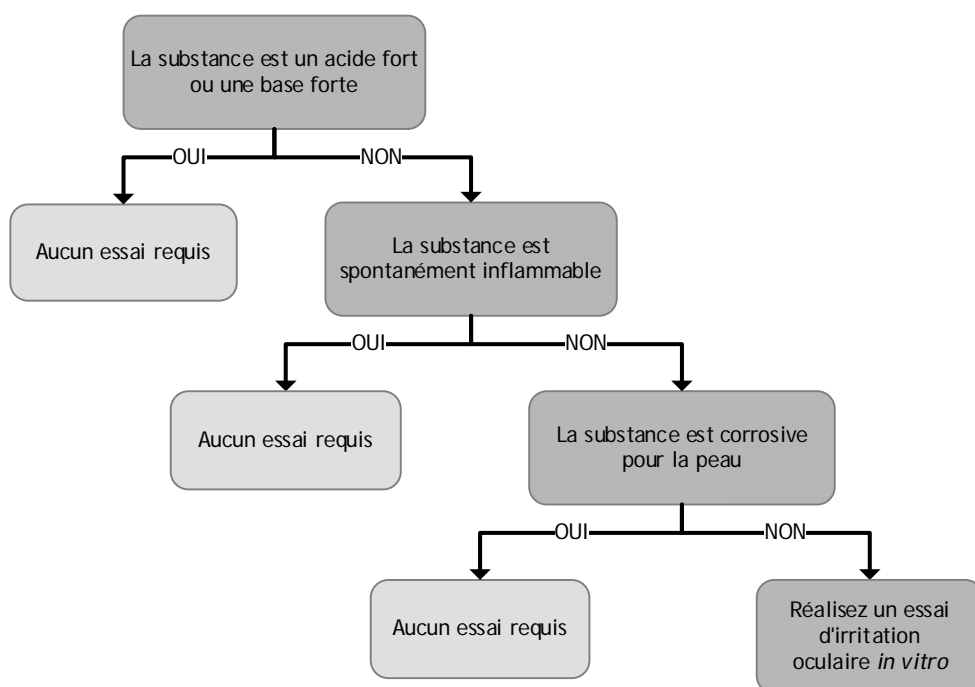 La substance est un acide fort
ou une base forte
OUI
NON
Aucun essai requis
La substance est
spontanément inflammable
OUI
NON
Aucun essai requis
La substance est corrosive
pour la peau
OUI
NON
Aucun essai requis
Réalisez un essai
d'irritation
oculaire in vitro